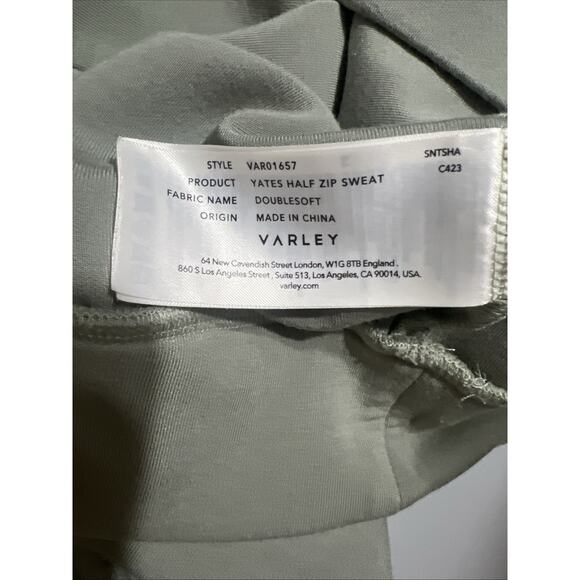 STYLE VAR01657 SNTSHA
PRODUCT YATES HALF ZIP SWEAT C423
FABRIC NAME DOUBLESOFT
ORIGIN MADE IN CHINA
VARLEY
64 New Cavendish Street London, W1G 8TB England.
860 S Los Angeles Street, Suite 513, Los Angeles, CA 90014, USA.
varley.com